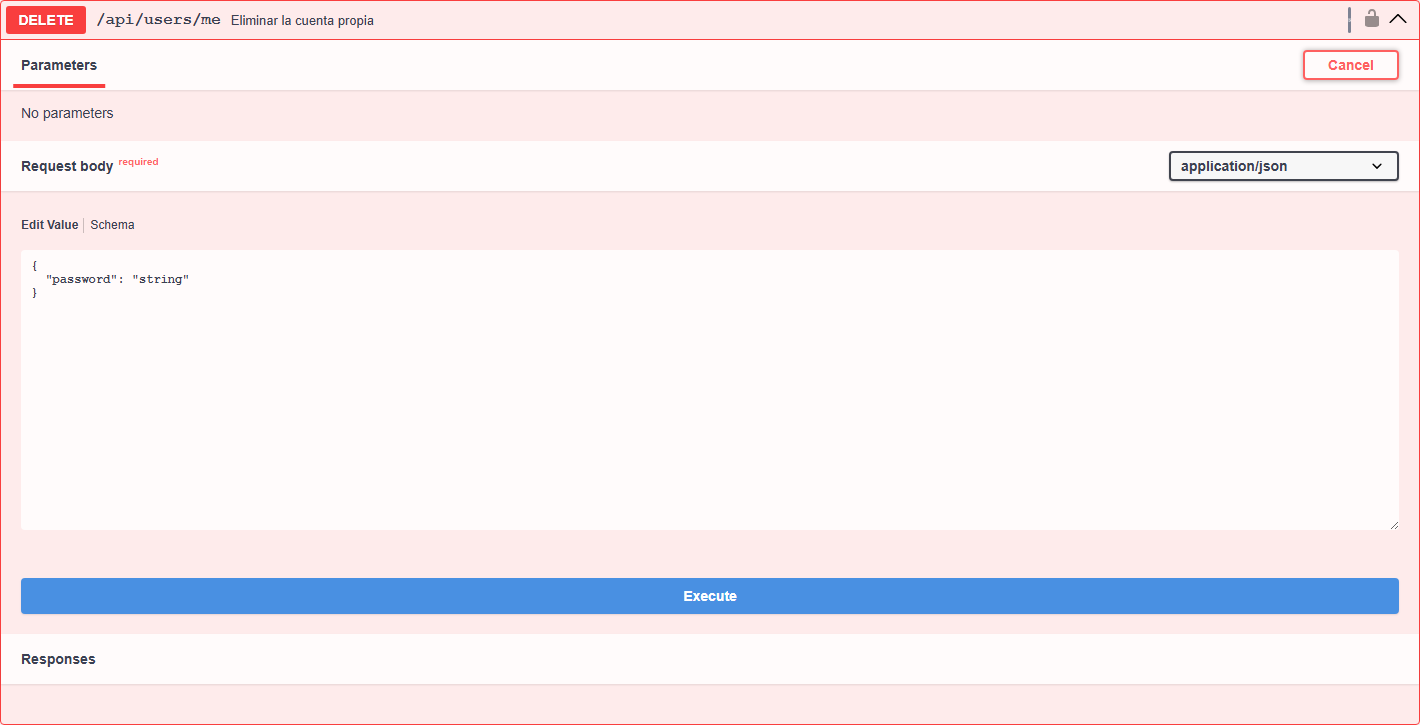 DELETE /api/users/me Eliminar la cuenta propia
Parameters
Cancel
No parameters
Request body required
application/json
Edit Value | Schema
{
  "password": "string"
}
Execute
Responses